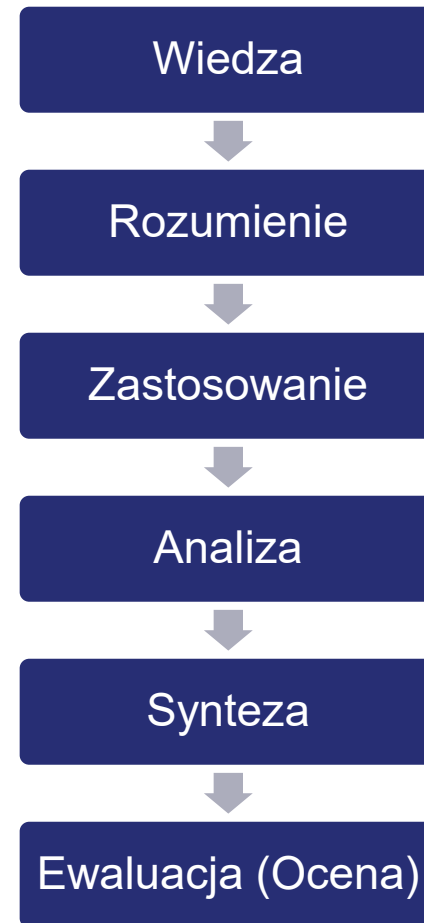 Wiedza
Rozumienie
Zastosowanie
Analiza
Synteza
Ewaluacja (Ocena)